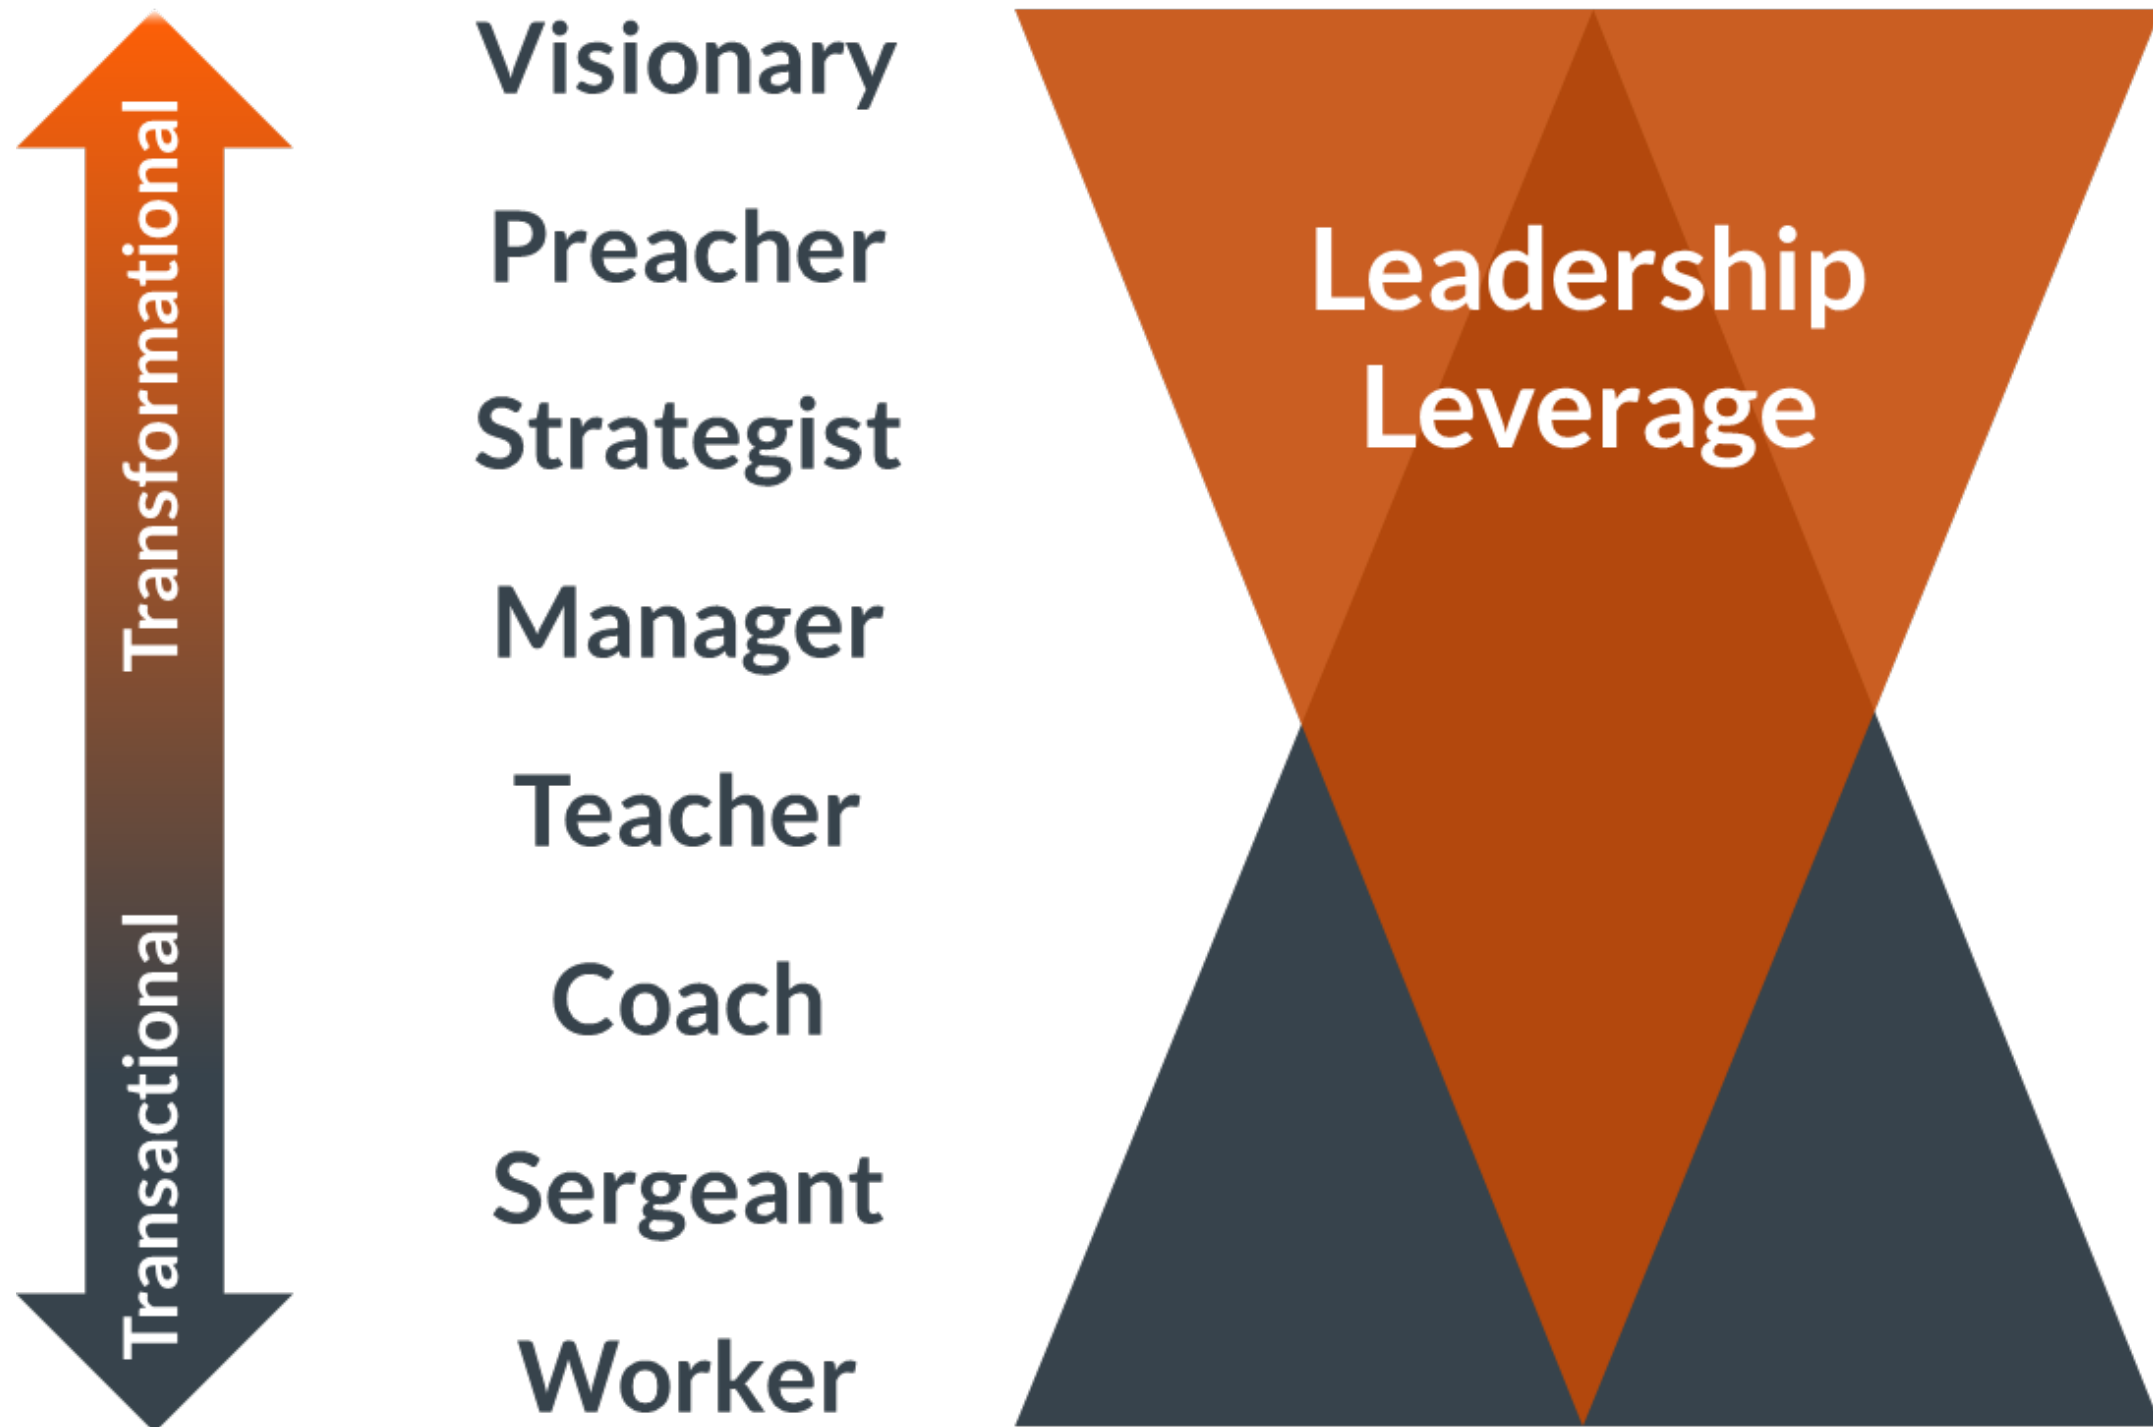 Transformational
Transactional
Visionary
Preacher
Strategist
Manager
Teacher
Coach
Sergeant
Worker
Leadership
Leverage